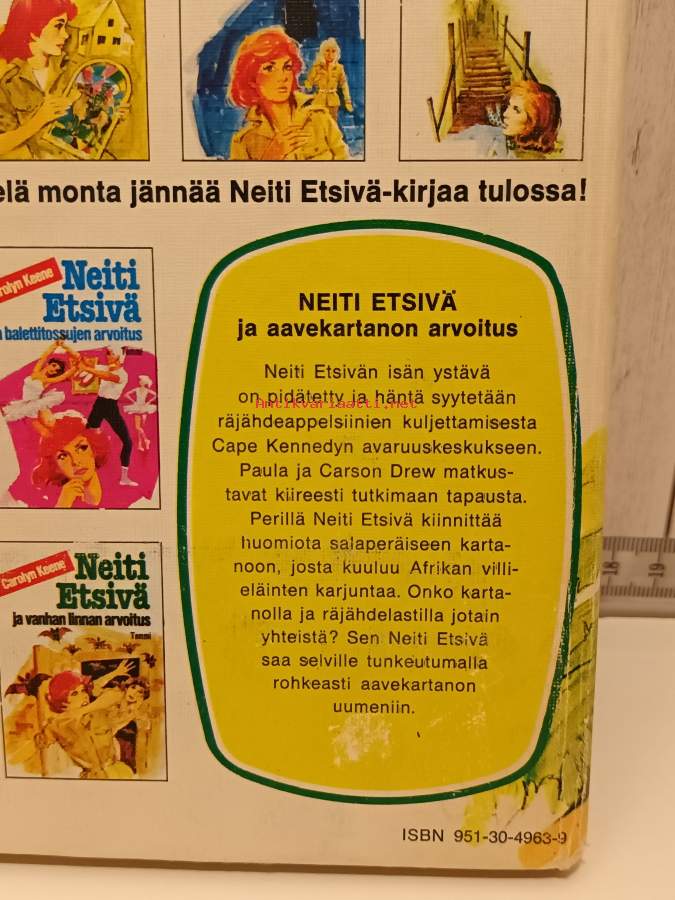 elä monta jännää Neiti Etsivä-kirjaa tulossa!
rolyn Keene
Neiti
Etsivä
balettitossujen arvoitus
Tammi
Carolyn Keene
Neiti
Etsivä
ja vanhan linnan arvoitus
Tammi
NEITI ETSIVÄ
ja aavekartanon arvoitus
Neiti Etsivän isän ystävä
on pidätetty ja häntä syytetään
Antikvariaatti.Net
räjähdeappelsiinien kuljettamisesta
Cape Kennedyn avaruuskeskukseen.
Paula ja Carson Drew matkus-
tavat kiireesti tutkimaan tapausta.
Perillä Neiti Etsivä kiinnittää
huomiota salaperäiseen karta-
noon, josta kuuluu Afrikan villi-
eläinten karjuntaa. Onko karta-
nolla ja räjähdelastilla jotain
yhteistä? Sen Neiti Etsivä
saa selville tunkeutumalla
rohkeasti aavekartanon
uumeniin.
ISBN 951-30-4963-9
18 19